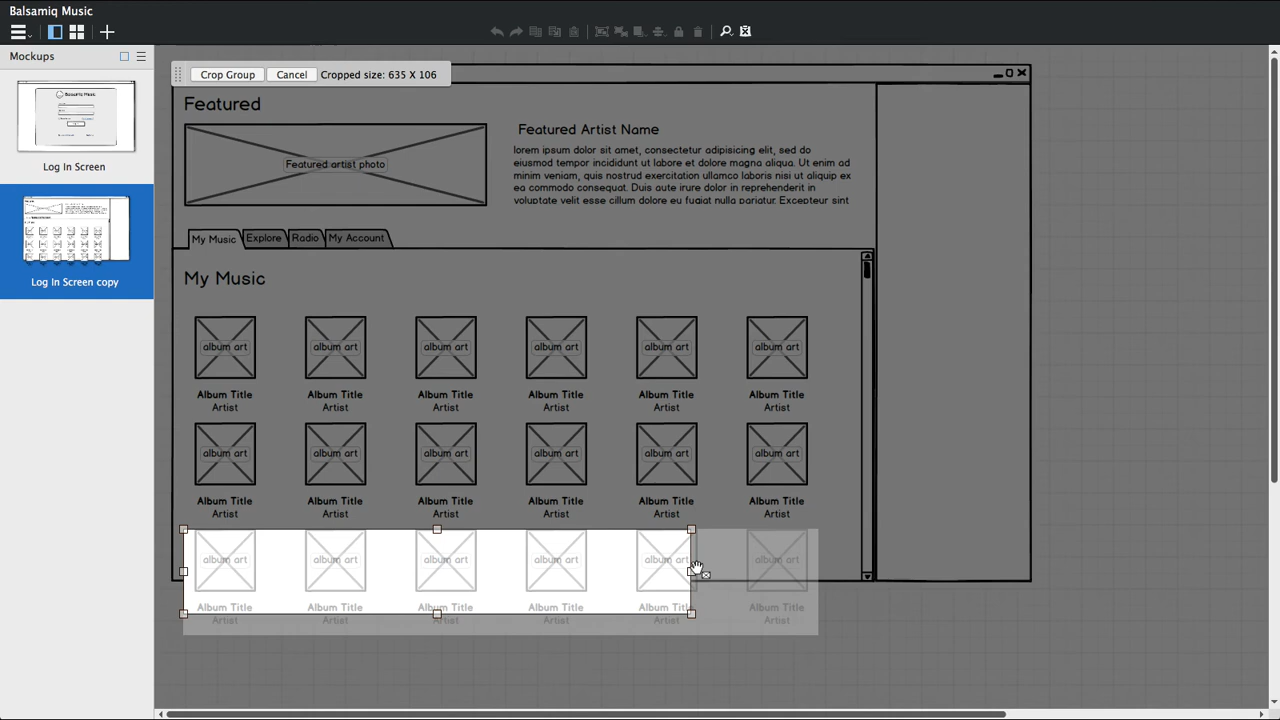 Balsamiq Music
Mockups
Log In Screen
Log In Screen copy
Crop Group Cancel Cropped size: 635 X 106
Featured
Featured artist photo
Featured Artist Name
lorem ipsum dolor sit amet, consectetur adipisicing elit, sed do
eiusmod tempor incididunt ut labore et dolore magna aliqua. Ut enim ad
minim veniam, quis nostrud exercitation ullamco laboris nisi ut aliquip ex
ea commodo consequat. Duis aute irure dolor in reprehenderit in
voluptate velit esse cillum dolore eu fugiat nulla pariatur. Excepteur sint
My Music Explore Radio My Account
My Music
album art album art album art album art album art album art
Album Title Album Title Album Title Album Title Album Title Album Title
Artist Artist Artist Artist Artist Artist
album art album art album art album art album art album art
Album Title Album Title Album Title Album Title Album Title Album Title
Artist Artist Artist Artist Artist Artist
album art album art album art album art album art album art
Album Title Album Title Album Title Album Title Album Title Album Title
Artist Artist Artist Artist Artist Artist